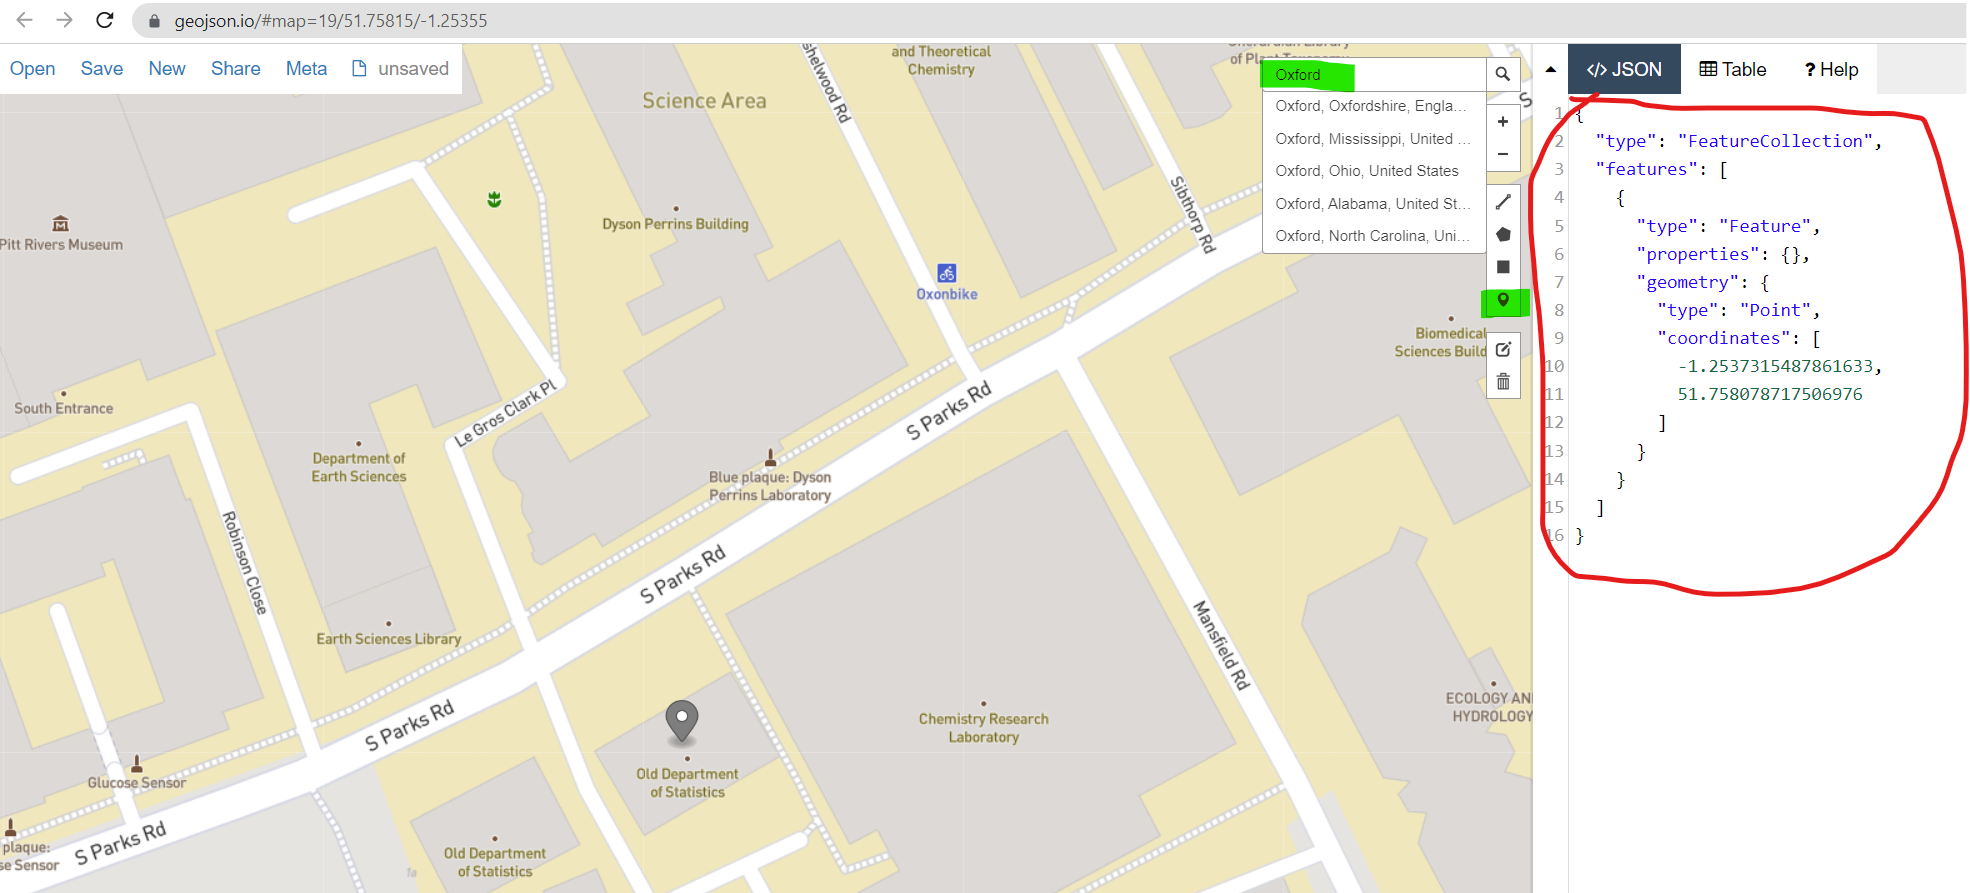 geojson.io/#map=19/51.75815/-1.25355
Open Save New Share Meta unsaved
JSON Table ? Help
Oxford
Oxford, Oxfordshire, Engla...
Oxford, Mississippi, United ...
Oxford, Ohio, United States
Oxford, Alabama, United St...
Oxford, North Carolina, Uni...
+
−
and Theoretical
Chemistry
Science Area
Sibthorp Rd
Dyson Perrins Building
Pitt Rivers Museum
Oxonbike
Biomedical
Sciences Build
South Entrance
Le Gros Clark Pl
S Parks Rd
Department of
Earth Sciences
Blue plaque: Dyson
Perrins Laboratory
Robinson Close
S Parks Rd
Earth Sciences Library
Mansfield Rd
S Parks Rd
ECOLOGY AN
HYDROLOGY
Chemistry Research
Laboratory
Old Department
of Statistics
Glucose Sensor
S Parks Rd
plaque:
se Sensor
Old Department
of Statistics
1a
1 {
2 "type": "FeatureCollection",
3 "features": [
4 {
5 "type": "Feature",
6 "properties": {},
7 "geometry": {
8 "type": "Point",
9 "coordinates": [
10 -1.2537315487861633,
11 51.758078717506976
12 ]
13 }
14 }
15 ]
16 }